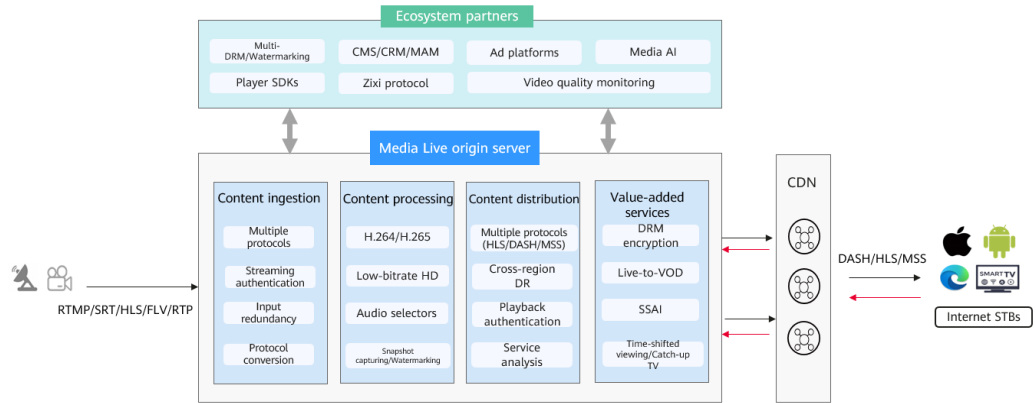 Ecosystem partners
Multi-
DRM/Watermarking
CMS/CRM/MAM
Ad platforms
Media AI
Player SDKs
Zixi protocol
Video quality monitoring
Media Live origin server
Content ingestion
Multiple
protocols
Streaming
authentication
Input
redundancy
Protocol
conversion
Content processing
H.264/H.265
Low-bitrate HD
Audio selectors
Snapshot
capturing/Watermarking
Content distribution
Multiple protocols
(HLS/DASH/MSS)
Cross-region
DR
Playback
authentication
Service
analysis
Value-added
services
DRM
encryption
Live-to-VOD
SSAI
Time-shifted
viewing/Catch-up
TV
RTMP/SRT/HLS/FLV/RTP
CDN
DASH/HLS/MSS
SMART TV
Internet STBs